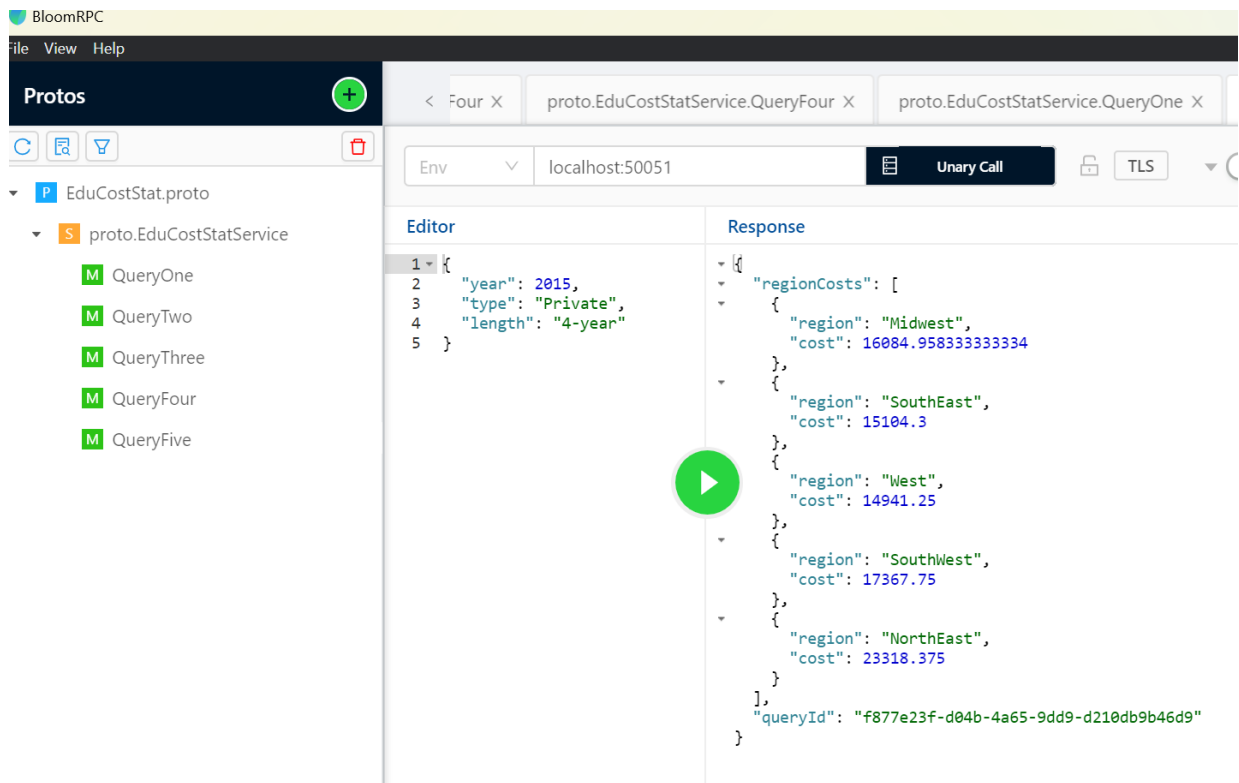 BloomRPC
File View Help
Protos
+
< Four ×
proto.EduCostStatService.QueryFour ×
proto.EduCostStatService.QueryOne ×
Env
localhost:50051
Unary Call
TLS
P EduCostStat.proto
S proto.EduCostStatService
M QueryOne
M QueryTwo
M QueryThree
M QueryFour
M QueryFive
Editor
1 {
2 "year": 2015,
3 "type": "Private",
4 "length": "4-year"
5 }
Response
{
"regionCosts": [
{
"region": "Midwest",
"cost": 16084.958333333334
},
{
"region": "SouthEast",
"cost": 15104.3
},
{
"region": "West",
"cost": 14941.25
},
{
"region": "SouthWest",
"cost": 17367.75
},
{
"region": "NorthEast",
"cost": 23318.375
}
],
"queryId": "f877e23f-d04b-4a65-9dd9-d210db9b46d9"
}